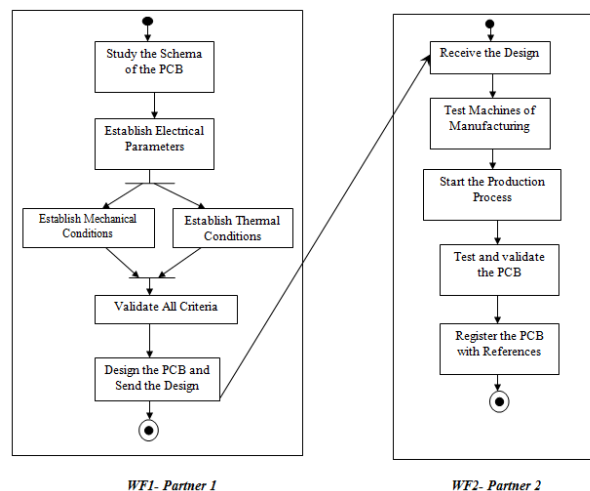 Study the Schema
of the PCB
Establish Electrical
Parameters
Establish Mechanical
Conditions
Establish Thermal
Conditions
Validate All Criteria
Design the PCB and
Send the Design
WF1- Partner 1
Receive the Design
Test Machines of
Manufacturing
Start the Production
Process
Test and validate
the PCB
Register the PCB
with References
WF2- Partner 2